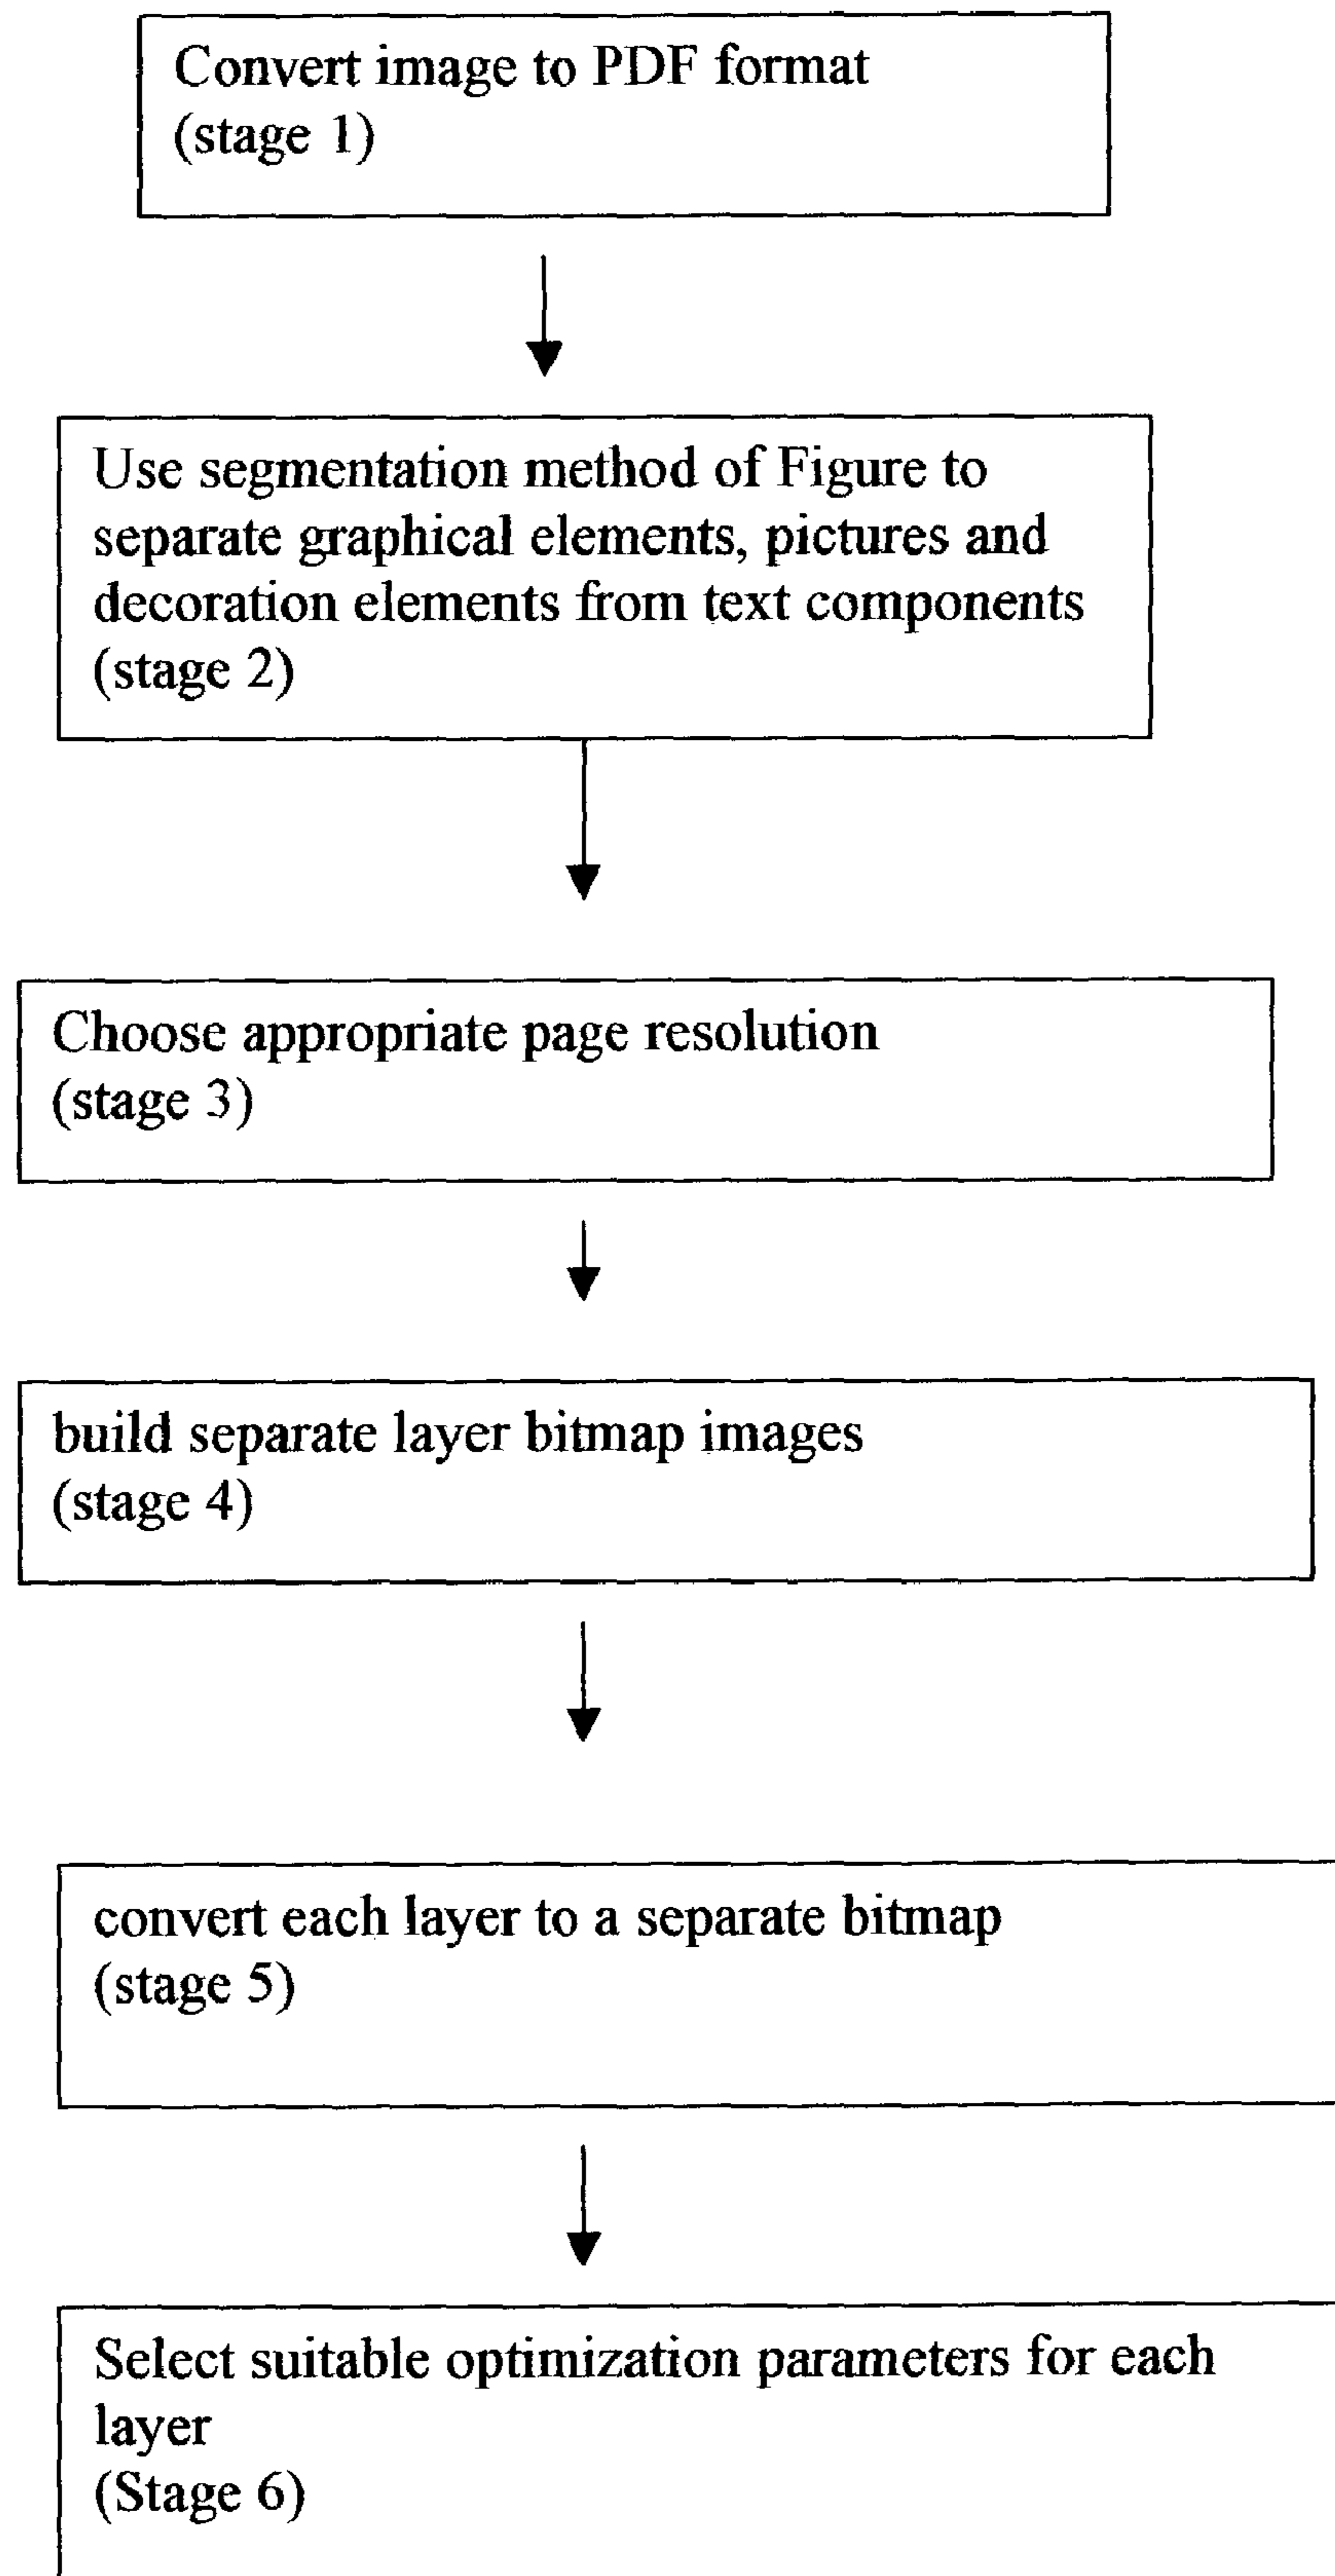 Convert image to PDF format
(stage 1)
Use segmentation method of Figure to
separate graphical elements, pictures and
decoration elements from text components
(stage 2)
Choose appropriate page resolution
(stage 3)
build separate layer bitmap images
(stage 4)
convert each layer to a separate bitmap
(stage 5)
Select suitable optimization parameters for each
layer
(Stage 6)